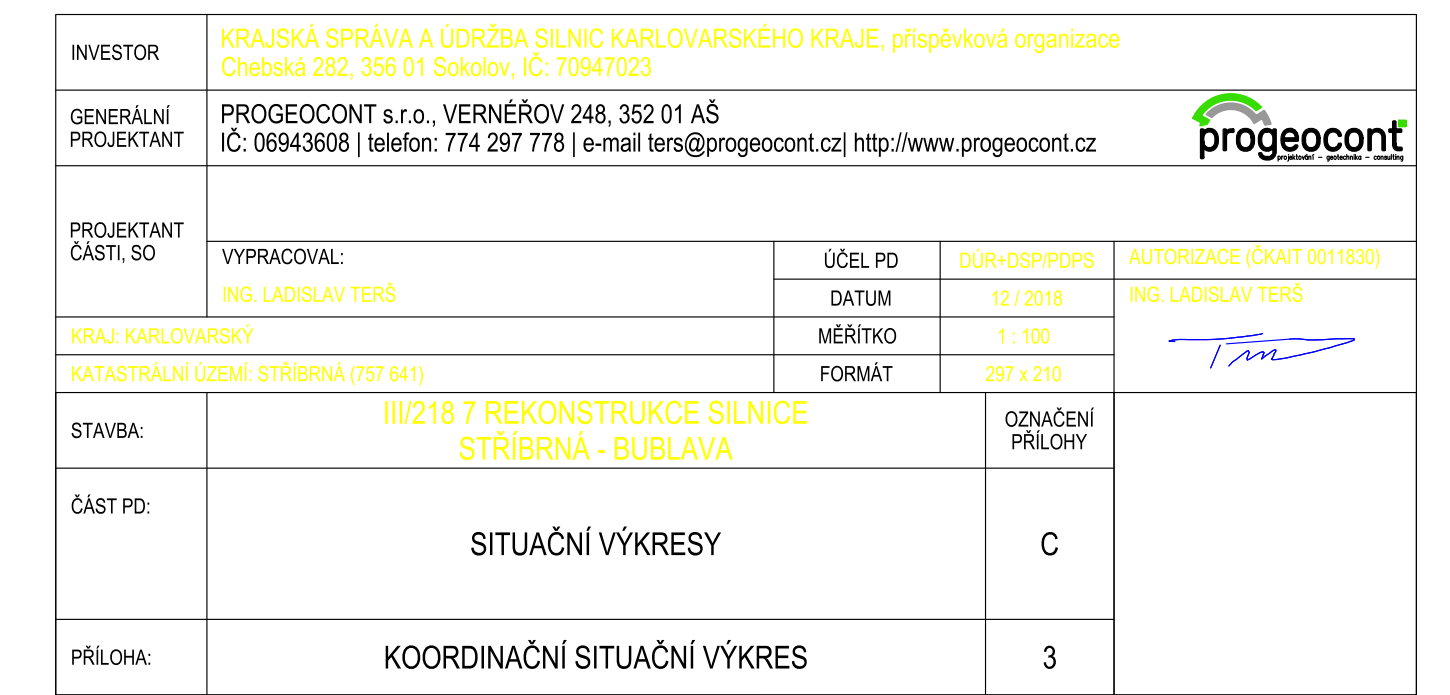 INVESTOR
KRAJSKÁ SPRÁVA A ÚDRŽBA SILNIC KARLOVARSKÉHO KRAJE, příspěvková organizace
Chebská 282, 356 01 Sokolov, IČ: 70947023
GENERÁLNÍ
PROJEKTANT
PROGEOCONT s.r.o., VERNÉŘOV 248, 352 01 AŠ
IČ: 06943608 | telefon: 774 297 778 | e-mail ters@progeocont.cz| http://www.progeocont.cz
progeocont
projektování – geotechnika – consulting
PROJEKTANT
ČÁSTI, SO
VYPRACOVAL:
ING. LADISLAV TERŠ
ÚČEL PD
DÚR+DSP/PDPS
AUTORIZACE (ČKAIT 0011830)
DATUM
12 / 2018
ING. LADISLAV TERŠ
KRAJ: KARLOVARSKÝ
MĚŘÍTKO
1 : 100
KATASTRÁLNÍ ÚZEMÍ: STŘÍBRNÁ (757 641)
FORMÁT
297 x 210
STAVBA:
III/218 7 REKONSTRUKCE SILNICE
STŘÍBRNÁ - BUBLAVA
OZNAČENÍ
PŘÍLOHY
ČÁST PD:
SITUAČNÍ VÝKRESY
C
PŘÍLOHA:
KOORDINAČNÍ SITUAČNÍ VÝKRES
3